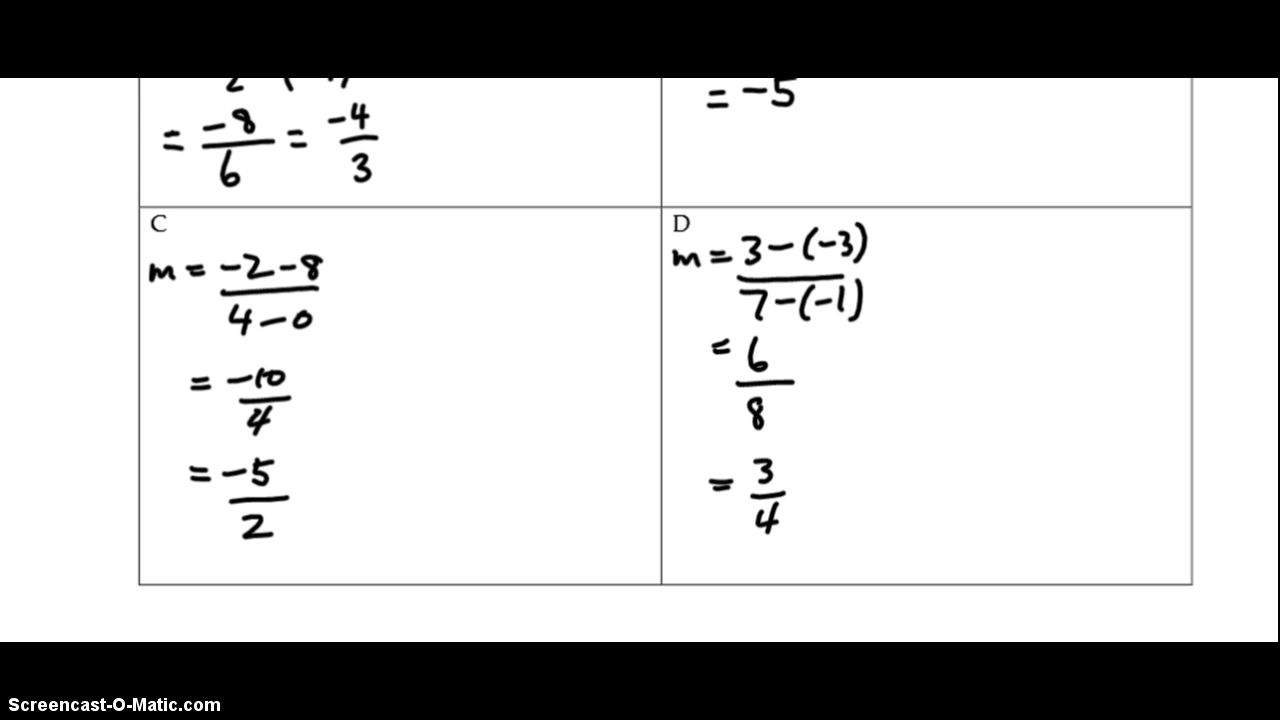 = -8/6 = -4/3
= -5
C
m = -2-8 / 4-0
= -10/4
= -5/2
D
m = 3-(-3) / 7-(-1)
= 6/8
= 3/4
Screencast-O-Matic.com